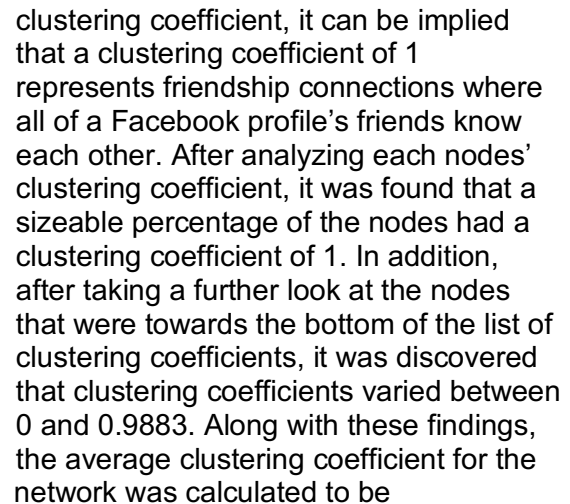 clustering coefficient, it can be implied
that a clustering coefficient of 1
represents friendship connections where
all of a Facebook profile’s friends know
each other. After analyzing each nodes’
clustering coefficient, it was found that a
sizeable percentage of the nodes had a
clustering coefficient of 1. In addition,
after taking a further look at the nodes
that were towards the bottom of the list of
clustering coefficients, it was discovered
that clustering coefficients varied between
0 and 0.9883. Along with these findings,
the average clustering coefficient for the
network was calculated to be